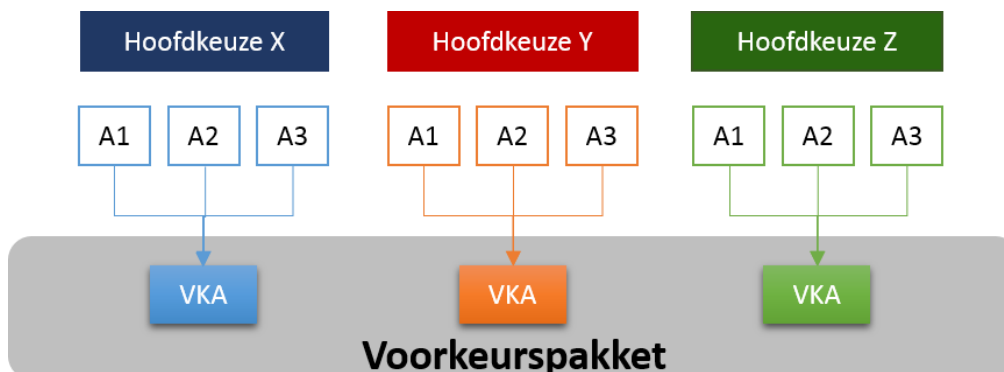 Hoofdkeuze X
Hoofdkeuze Y
Hoofdkeuze Z
A1 A2 A3
A1 A2 A3
A1 A2 A3
VKA
VKA
VKA
Voorkeurspakket